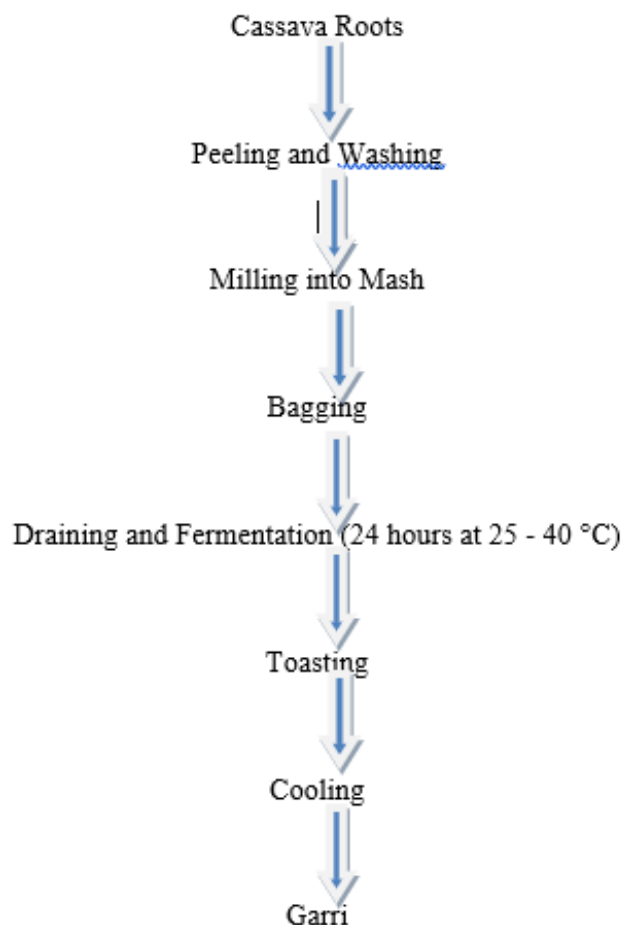 Cassava Roots
Peeling and Washing
Milling into Mash
Bagging
Draining and Fermentation (24 hours at 25 - 40 °C)
Toasting
Cooling
Garri